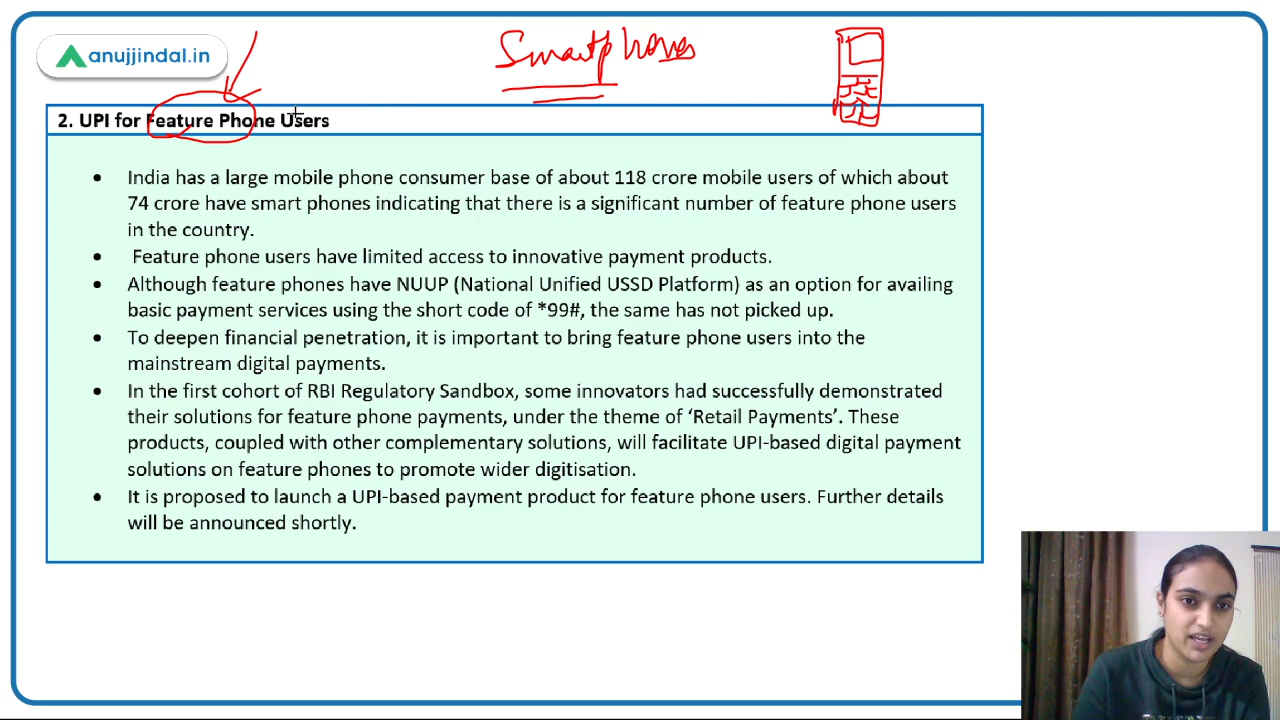 anujjindal.in
Smartphones
2. UPI for Feature Phone Users
• India has a large mobile phone consumer base of about 118 crore mobile users of which about
74 crore have smart phones indicating that there is a significant number of feature phone users
in the country.
• Feature phone users have limited access to innovative payment products.
• Although feature phones have NUUP (National Unified USSD Platform) as an option for availing
basic payment services using the short code of *99#, the same has not picked up.
• To deepen financial penetration, it is important to bring feature phone users into the
mainstream digital payments.
• In the first cohort of RBI Regulatory Sandbox, some innovators had successfully demonstrated
their solutions for feature phone payments, under the theme of ‘Retail Payments’. These
products, coupled with other complementary solutions, will facilitate UPI-based digital payment
solutions on feature phones to promote wider digitisation.
• It is proposed to launch a UPI-based payment product for feature phone users. Further details
will be announced shortly.